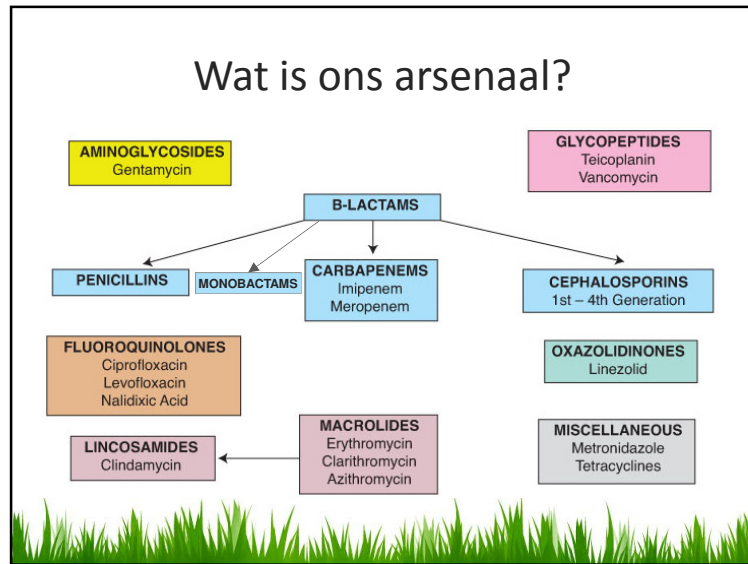 Wat is ons arsenaal?
AMINOGLYCOSIDES
Gentamycin
GLYCOPEPTIDES
Teicoplanin
Vancomycin
B-LACTAMS
PENICILLINS
MONOBACTAMS
CARBAPENEMS
Imipenem
Meropenem
CEPHALOSPORINS
1st – 4th Generation
FLUOROQUINOLONES
Ciprofloxacin
Levofloxacin
Nalidixic Acid
OXAZOLIDINONES
Linezolid
LINCOSAMIDES
Clindamycin
MACROLIDES
Erythromycin
Clarithromycin
Azithromycin
MISCELLANEOUS
Metronidazole
Tetracyclines